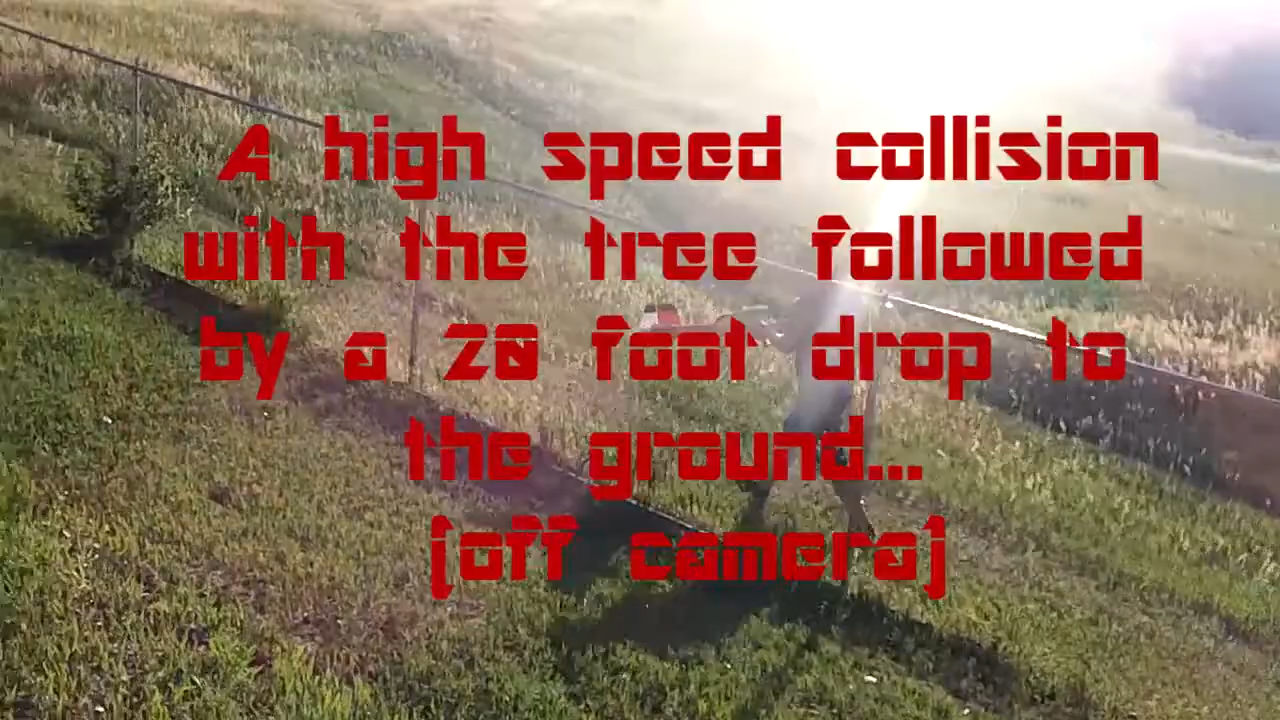 A high speed collision
with the tree followed
by a 20 foot drop to
the ground...
(off camera)